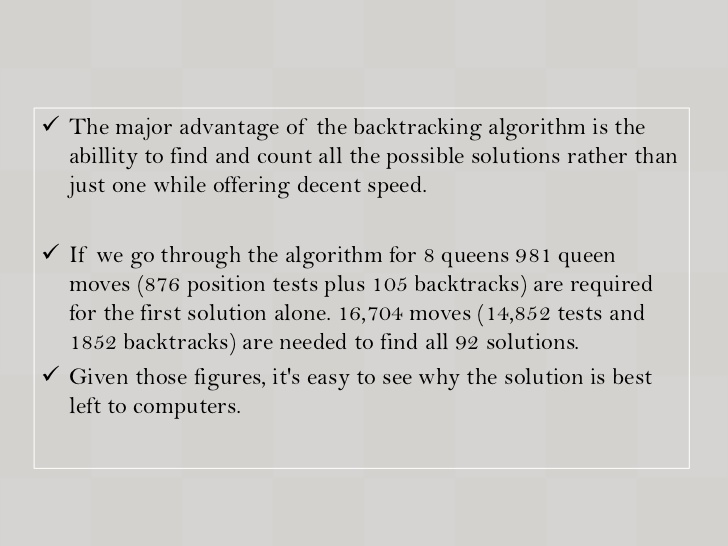 ✓ The major advantage of the backtracking algorithm is the
abillity to find and count all the possible solutions rather than
just one while offering decent speed.
✓ If we go through the algorithm for 8 queens 981 queen
moves (876 position tests plus 105 backtracks) are required
for the first solution alone. 16,704 moves (14,852 tests and
1852 backtracks) are needed to find all 92 solutions.
✓ Given those figures, it's easy to see why the solution is best
left to computers.